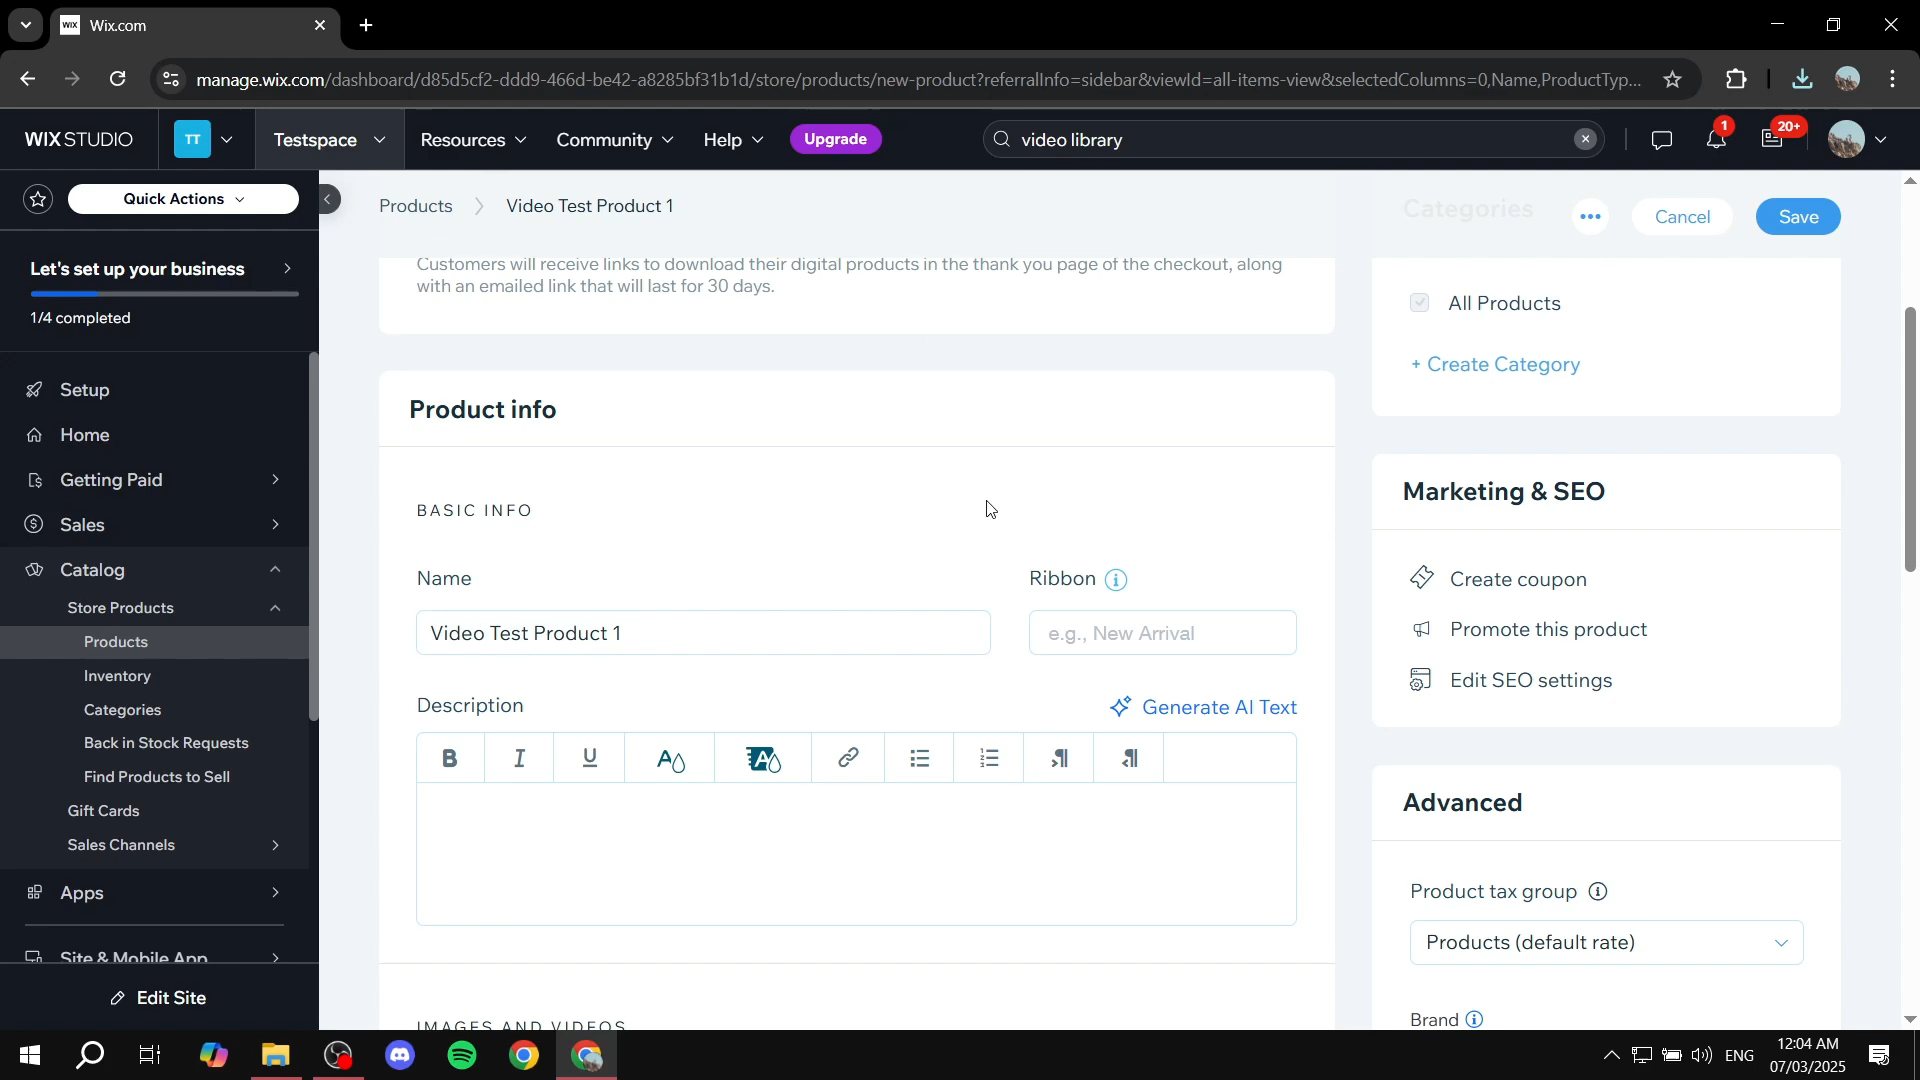 WIX Wix.com
manage.wix.com/dashboard/d85d5cf2-ddd9-466d-be42-a8285bf31b1d/store/products/new-product?referralInfo=sidebar&viewId=all-items-view&selectedColumns=0,Name,ProductTyp...
WIX STUDIO
TT
Testspace
Resources
Community
Help
Upgrade
video library
1
20+
Quick Actions
Products
Video Test Product 1
Categories
Cancel
Save
Let's set up your business
1/4 completed
Customers will receive links to download their digital products in the thank you page of the checkout, along
with an emailed link that will last for 30 days.
All Products
+ Create Category
Setup
Home
Getting Paid
Sales
Catalog
Store Products
Products
Inventory
Categories
Back in Stock Requests
Find Products to Sell
Gift Cards
Sales Channels
Apps
Site & Mobile App
Edit Site
Product info
BASIC INFO
Name
Ribbon
Video Test Product 1
e.g., New Arrival
Description
Generate AI Text
B I U A A
IMAGES AND VIDEOS
Marketing & SEO
Create coupon
Promote this product
Edit SEO settings
Advanced
Product tax group
Products (default rate)
Brand
ENG
12:04 AM
07/03/2025